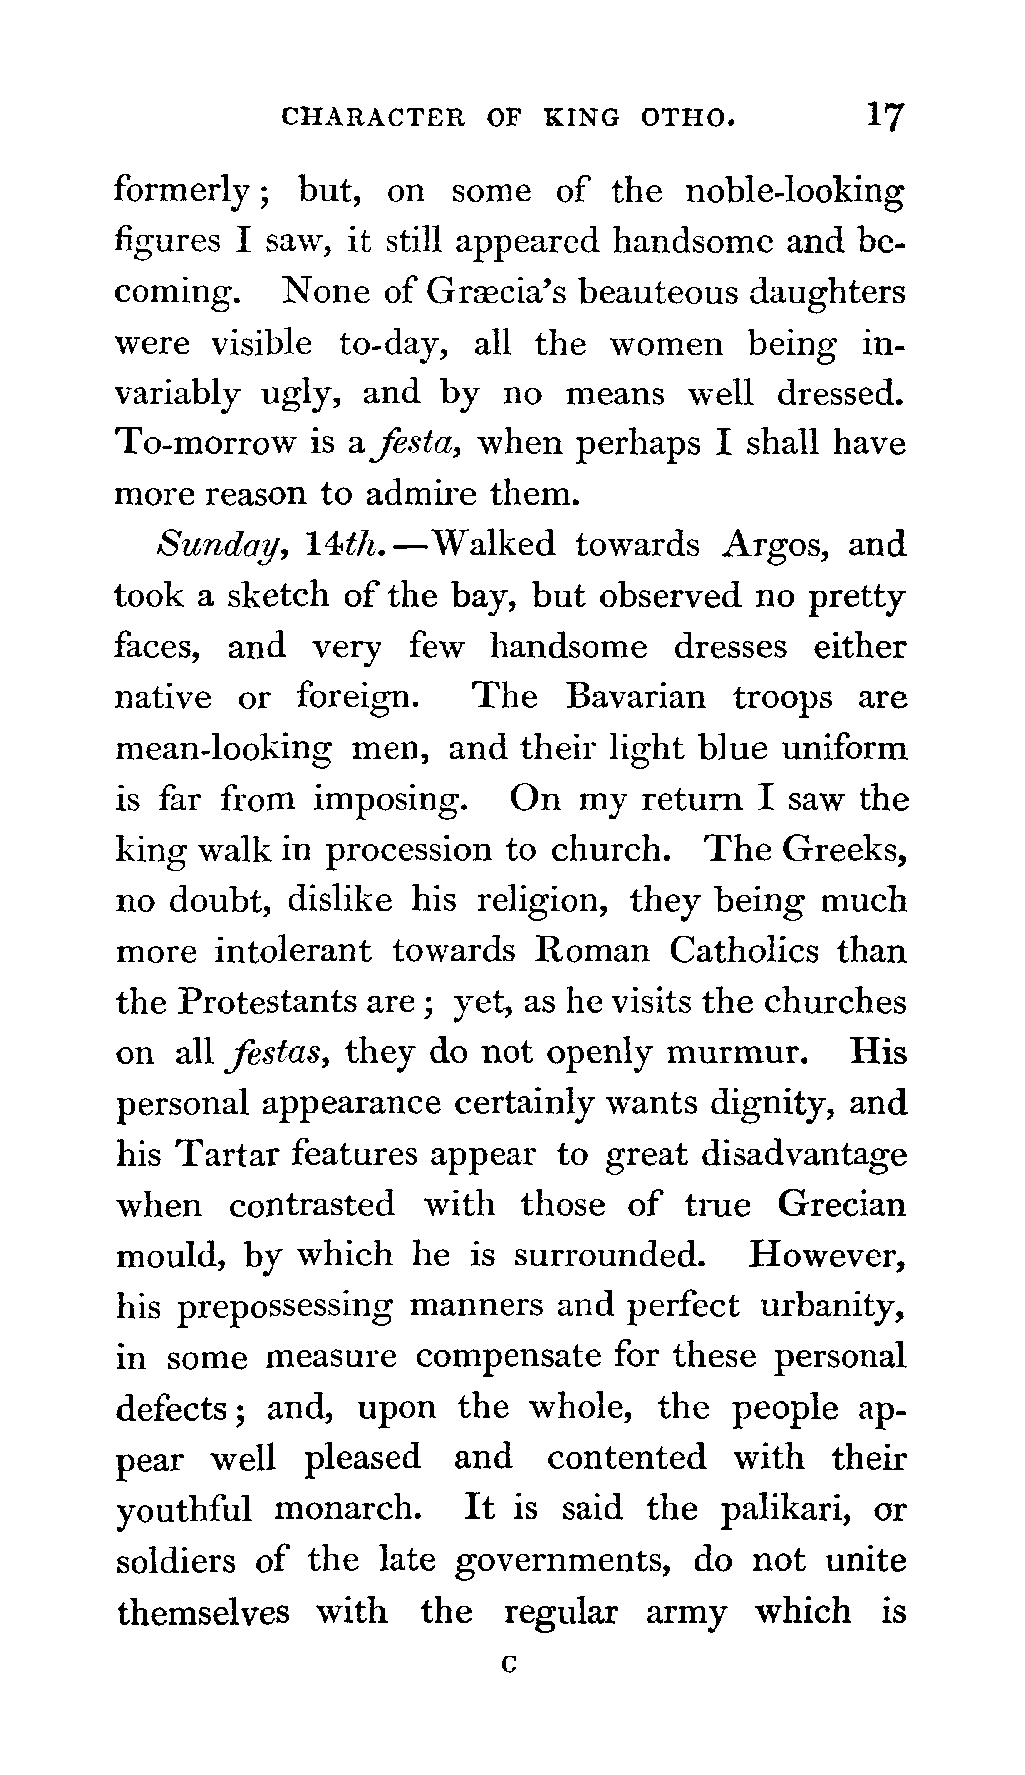 CHARACTER OF KING OTHO. 17
formerly; but, on some of the noble-looking
figures I saw, it still appeared handsome and be-
coming. None of Græcia's beauteous daughters
were visible to-day, all the women being in-
variably ugly, and by no means well dressed.
To-morrow is a festa, when perhaps I shall have
more reason to admire them.
Sunday, 14th.—Walked towards Argos, and
took a sketch of the bay, but observed no pretty
faces, and very few handsome dresses either
native or foreign. The Bavarian troops are
mean-looking men, and their light blue uniform
is far from imposing. On my return I saw the
king walk in procession to church. The Greeks,
no doubt, dislike his religion, they being much
more intolerant towards Roman Catholics than
the Protestants are; yet, as he visits the churches
on all festas, they do not openly murmur. His
personal appearance certainly wants dignity, and
his Tartar features appear to great disadvantage
when contrasted with those of true Grecian
mould, by which he is surrounded. However,
his prepossessing manners and perfect urbanity,
in some measure compensate for these personal
defects; and, upon the whole, the people ap-
pear well pleased and contented with their
youthful monarch. It is said the palikari, or
soldiers of the late governments, do not unite
themselves with the regular army which is
C